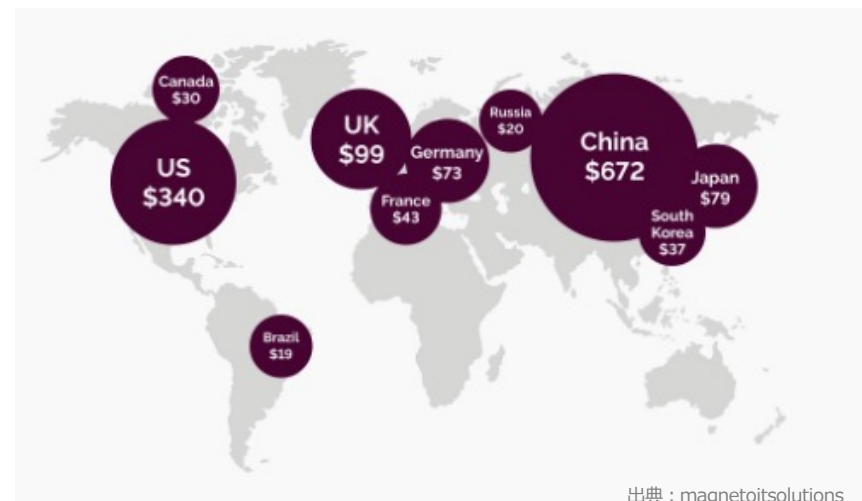 Canada
$30
US
$340
UK
$99
Germany
$73
France
$43
Russia
$20
China
$672
Japan
$79
South
Korea
$37
Brazil
$19
出典：magnetoitsolutions